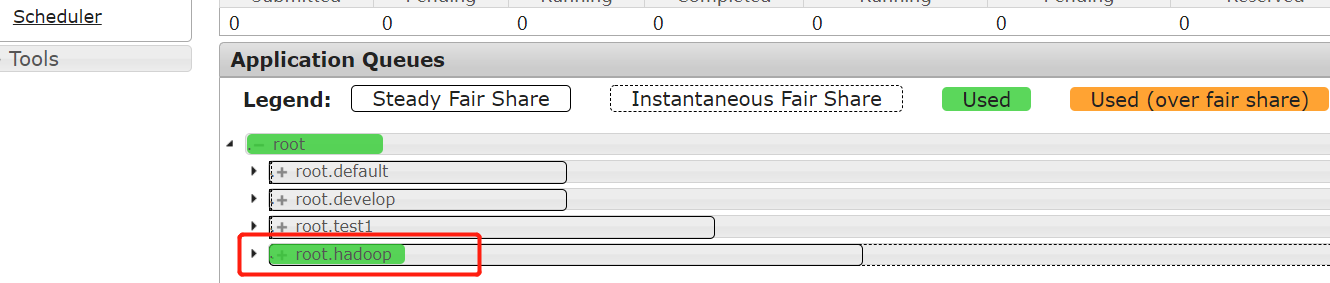 Scheduler
Tools
Submitted Pending Running Completed Running Pending Reserved
0 0 0 0 0 0 0
Application Queues
Legend: Steady Fair Share Instantaneous Fair Share Used Used (over fair share)
root
root.default
root.develop
root.test1
root.hadoop